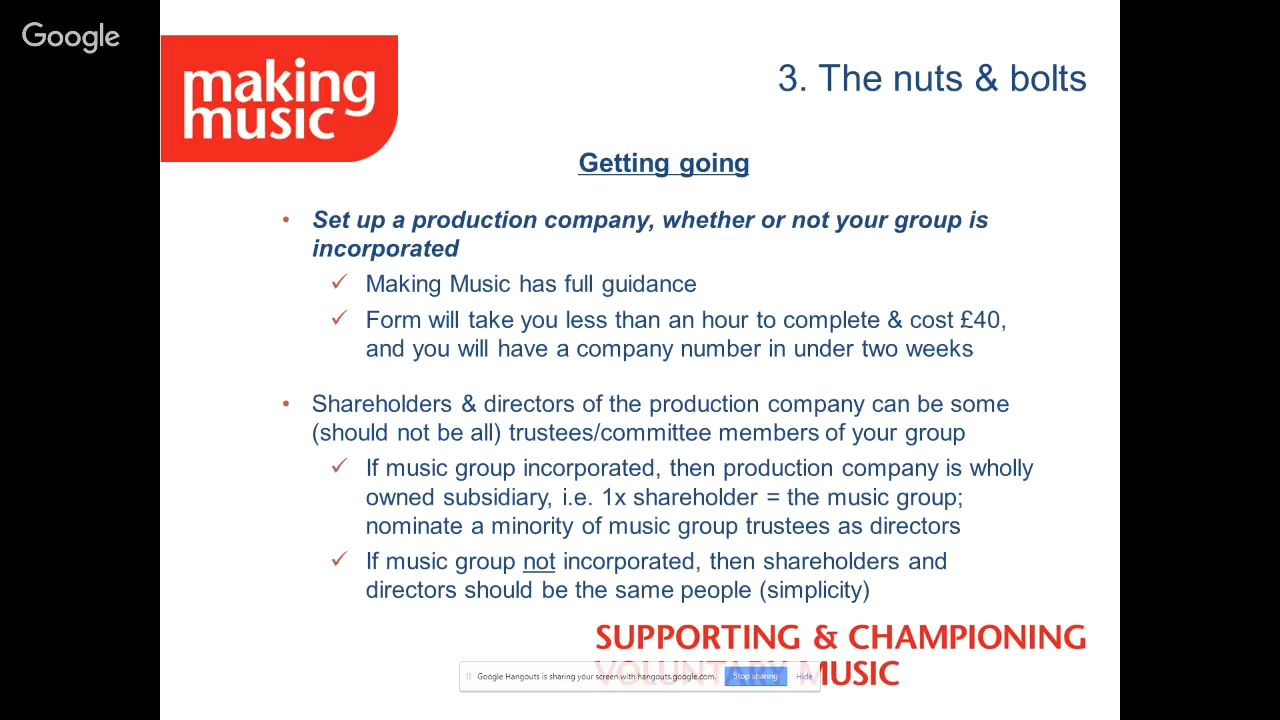 Google
making
music
3. The nuts & bolts
Getting going
• Set up a production company, whether or not your group is
incorporated
✓ Making Music has full guidance
✓ Form will take you less than an hour to complete & cost £40,
and you will have a company number in under two weeks
• Shareholders & directors of the production company can be some
(should not be all) trustees/committee members of your group
✓ If music group incorporated, then production company is wholly
owned subsidiary, i.e. 1x shareholder = the music group;
nominate a minority of music group trustees as directors
✓ If music group not incorporated, then shareholders and
directors should be the same people (simplicity)
SUPPORTING & CHAMPIONING
VOLUNTARY MUSIC
Google Hangouts is sharing your screen with hangouts.google.com. Stop sharing Hide